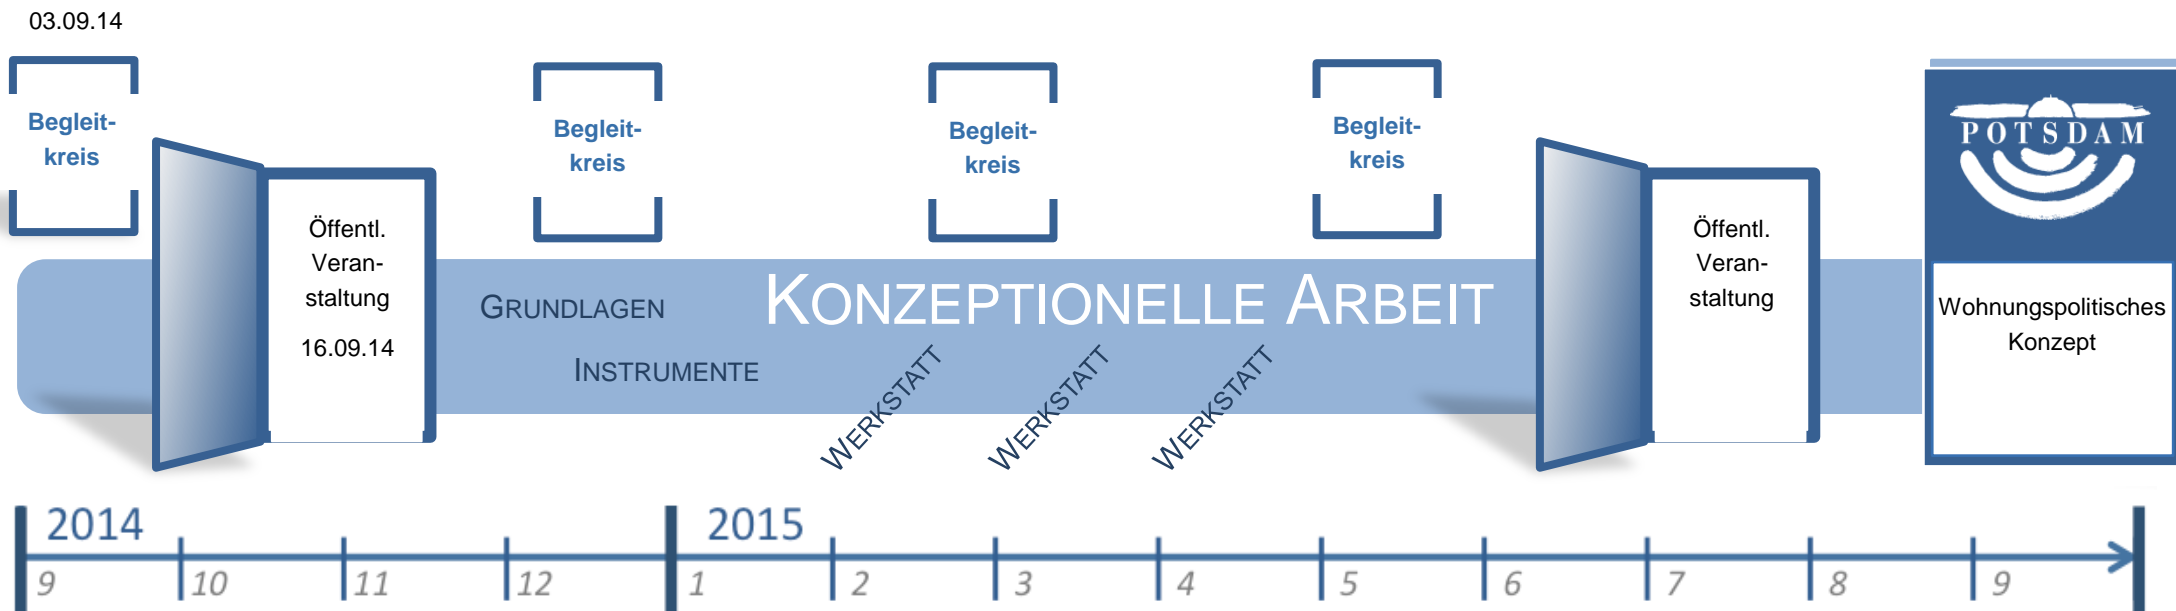 03.09.14
Begleit-
kreis
Begleit-
kreis
Begleit-
kreis
Begleit-
kreis
POTSDAM
Öffentl.
Veran-
staltung
16.09.14
GRUNDLAGEN
INSTRUMENTE
KONZEPTIONELLE ARBEIT
WERKSTATT
WERKSTATT
WERKSTATT
Öffentl.
Veran-
staltung
Wohnungspolitisches
Konzept
2014
2015
9 10 11 12 1 2 3 4 5 6 7 8 9